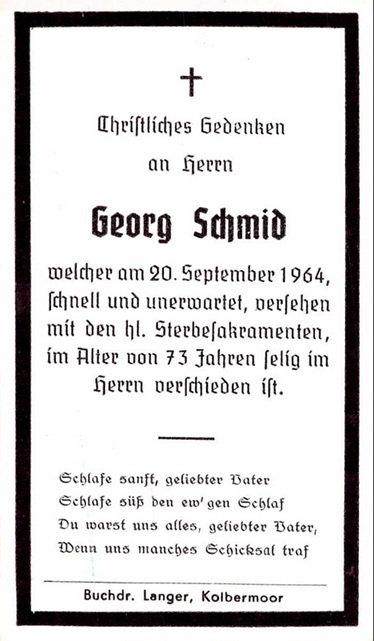 Christliches Gedenken
an Herrn
Georg Schmid
welcher am 20. September 1964,
schnell und unerwartet, versehen
mit den hl. Sterbesakramenten,
im Alter von 73 Jahren selig im
Herrn verschieden ist.
Schlafe sanft, geliebter Vater
Schlafe süß den ew'gen Schlaf
Du warst uns alles, geliebter Vater,
Wenn uns manches Schicksal traf
Buchdr. Langer, Kolbermoor